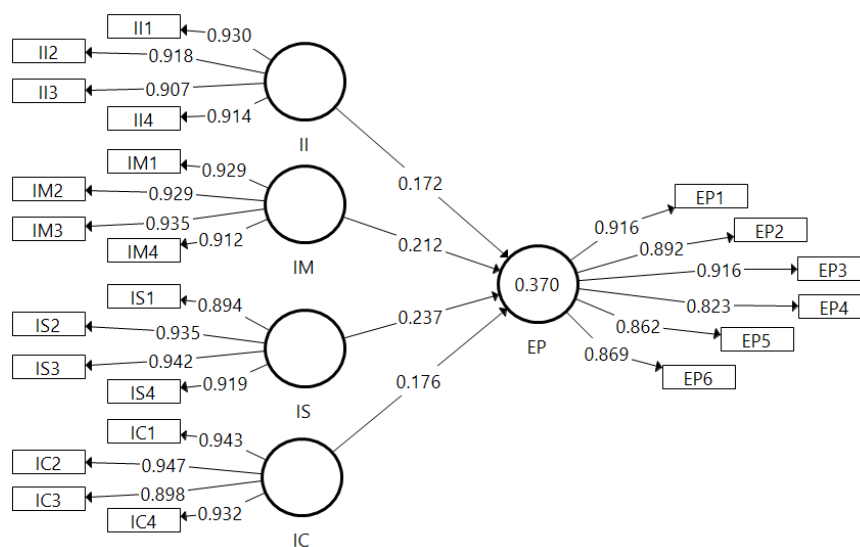 II1
0.930
II2
0.918
II3
0.907
II4
0.914
II
IM1
0.929
IM2
0.929
IM3
0.935
IM4
0.912
IM
IS1
0.894
IS2
0.935
IS3
0.942
IS4
0.919
IS
IC1
0.943
IC2
0.947
IC3
0.898
IC4
0.932
IC
0.172
0.212
0.237
0.176
0.370
EP
0.916
EP1
0.892
EP2
0.916
EP3
0.823
EP4
0.862
EP5
0.869
EP6